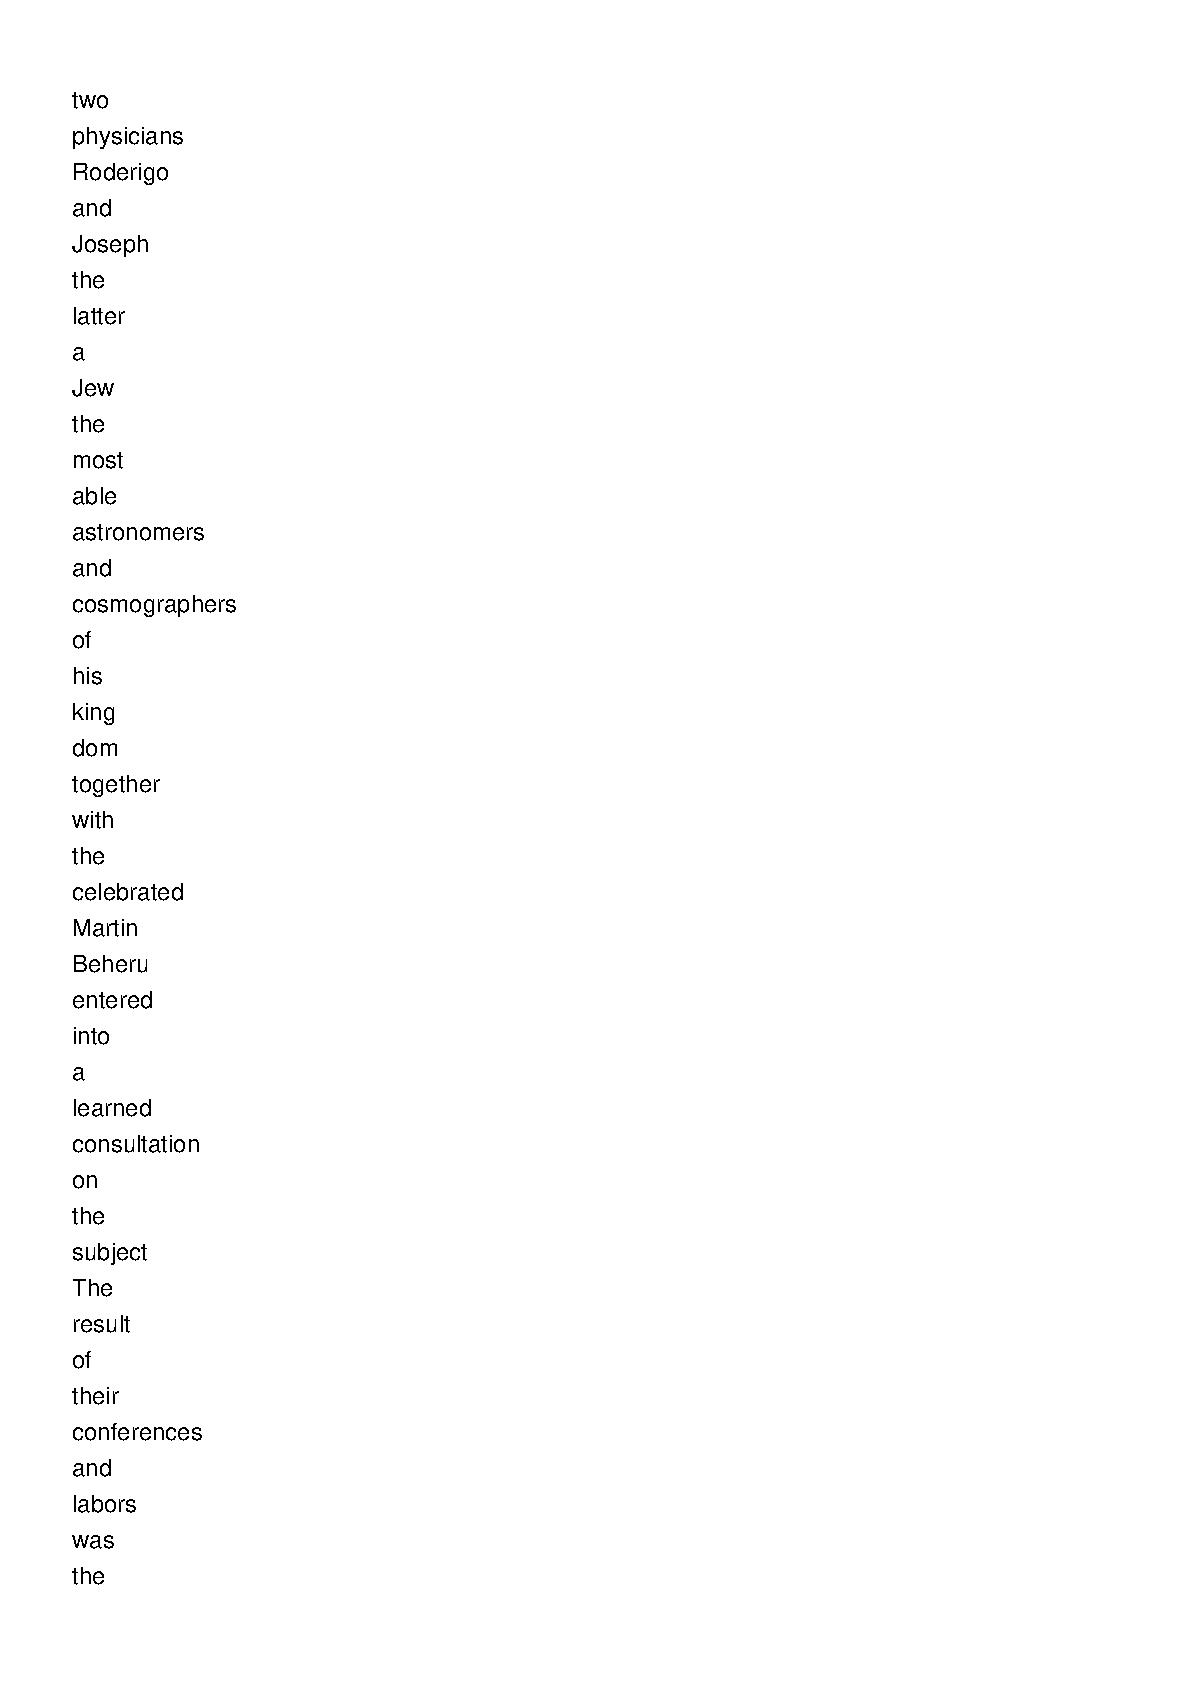 two
physicians
Roderigo
and
Joseph
the
latter
a
Jew
the
most
able
astronomers
and
cosmographers
of
his
king
dom
together
with
the
celebrated
Martin
Beheru
entered
into
a
learned
consultation
on
the
subject
The
result
of
their
conferences
and
labors
was
the